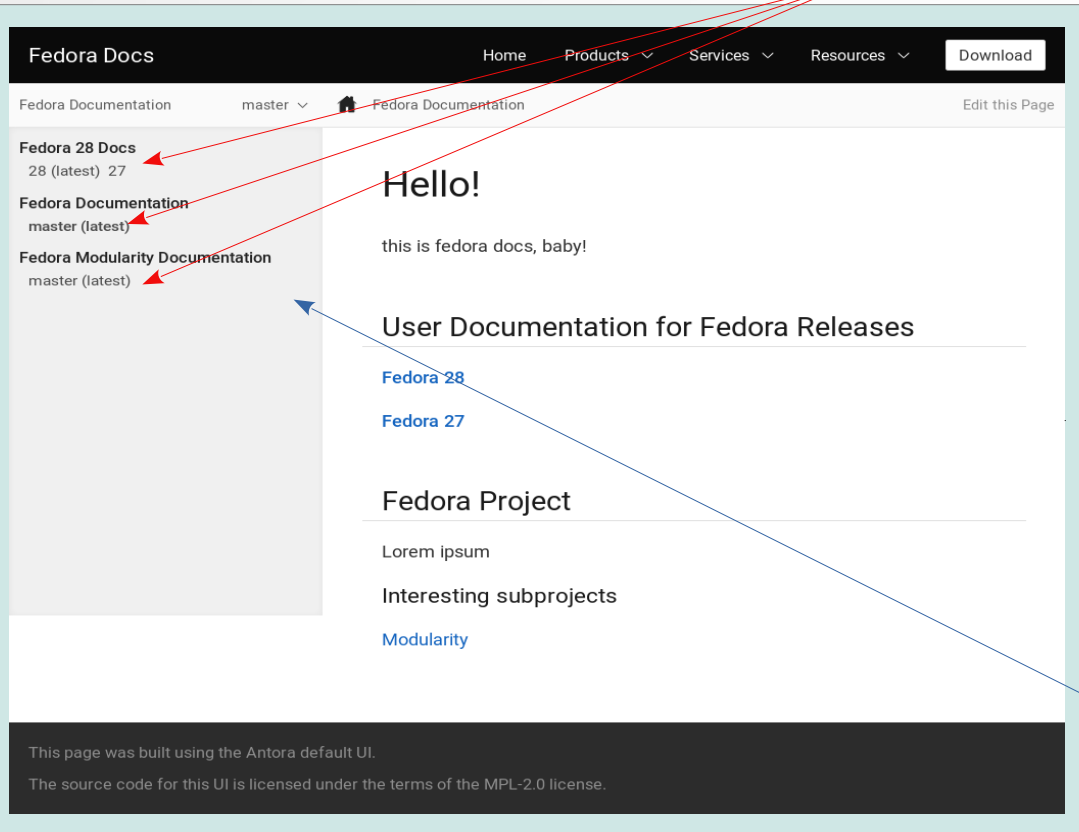 Fedora Docs Home Products Services Resources Download
Fedora Documentation master Fedora Documentation Edit this Page
Fedora 28 Docs
28 (latest) 27
Fedora Documentation
master (latest)
Fedora Modularity Documentation
master (latest)
Hello!
this is fedora docs, baby!
User Documentation for Fedora Releases
Fedora 28
Fedora 27
Fedora Project
Lorem ipsum
Interesting subprojects
Modularity
This page was built using the Antora default UI.
The source code for this UI is licensed under the terms of the MPL-2.0 license.